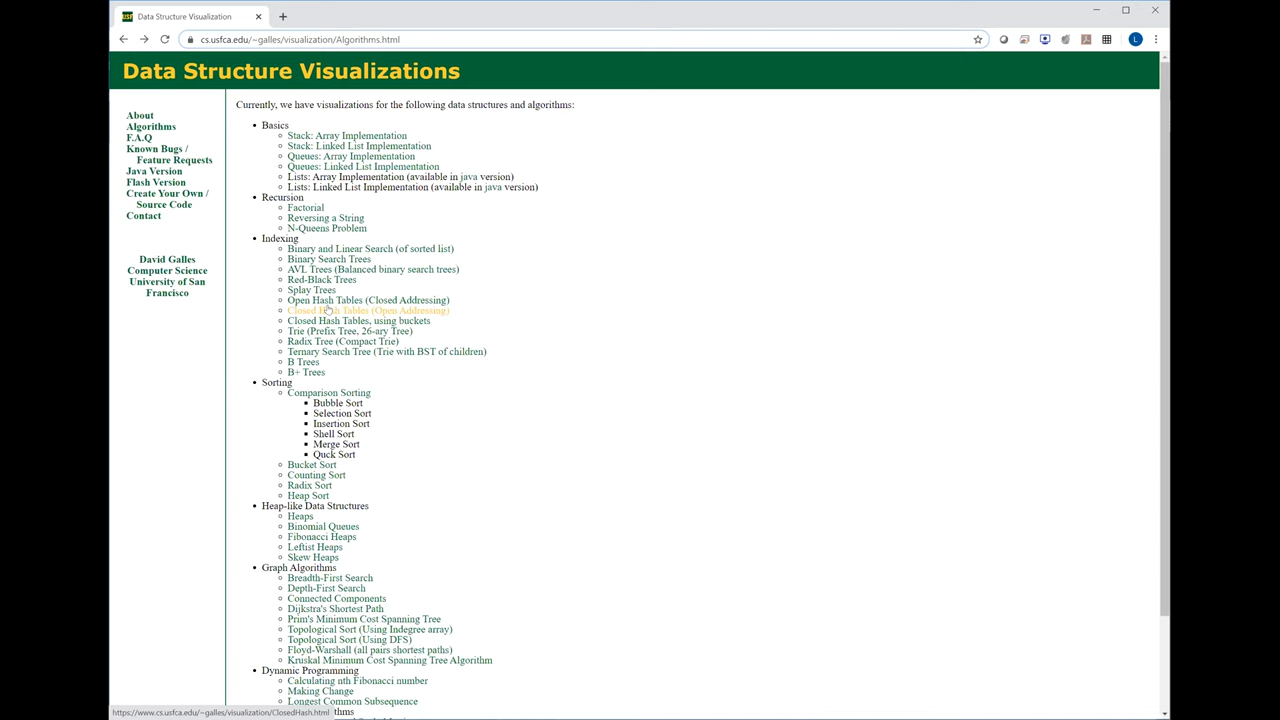 Data Structure Visualization
cs.usfca.edu/~galles/visualization/Algorithms.html
L
Data Structure Visualizations
About
Algorithms
F.A.Q
Known Bugs /
Feature Requests
Java Version
Flash Version
Create Your Own /
Source Code
Contact
David Galles
Computer Science
University of San
Francisco
Currently, we have visualizations for the following data structures and algorithms:
Basics
Stack: Array Implementation
Stack: Linked List Implementation
Queues: Array Implementation
Queues: Linked List Implementation
Lists: Array Implementation (available in java version)
Lists: Linked List Implementation (available in java version)
Recursion
Factorial
Reversing a String
N-Queens Problem
Indexing
Binary and Linear Search (of sorted list)
Binary Search Trees
AVL Trees (Balanced binary search trees)
Red-Black Trees
Splay Trees
Open Hash Tables (Closed Addressing)
Closed Hash Tables (Open Addressing)
Closed Hash Tables, using buckets
Trie (Prefix Tree, 26-ary Tree)
Radix Tree (Compact Trie)
Ternary Search Tree (Trie with BST of children)
B Trees
B+ Trees
Sorting
Comparison Sorting
Bubble Sort
Selection Sort
Insertion Sort
Shell Sort
Merge Sort
Quck Sort
Bucket Sort
Counting Sort
Radix Sort
Heap Sort
Heap-like Data Structures
Heaps
Binomial Queues
Fibonacci Heaps
Leftist Heaps
Skew Heaps
Graph Algorithms
Breadth-First Search
Depth-First Search
Connected Components
Dijkstra's Shortest Path
Prim's Minimum Cost Spanning Tree
Topological Sort (Using Indegree array)
Topological Sort (Using DFS)
Floyd-Warshall (all pairs shortest paths)
Kruskal Minimum Cost Spanning Tree Algorithm
Dynamic Programming
Calculating nth Fibonacci number
Making Change
Longest Common Subsequence
https://www.cs.usfca.edu/~galles/visualization/ClosedHash.html